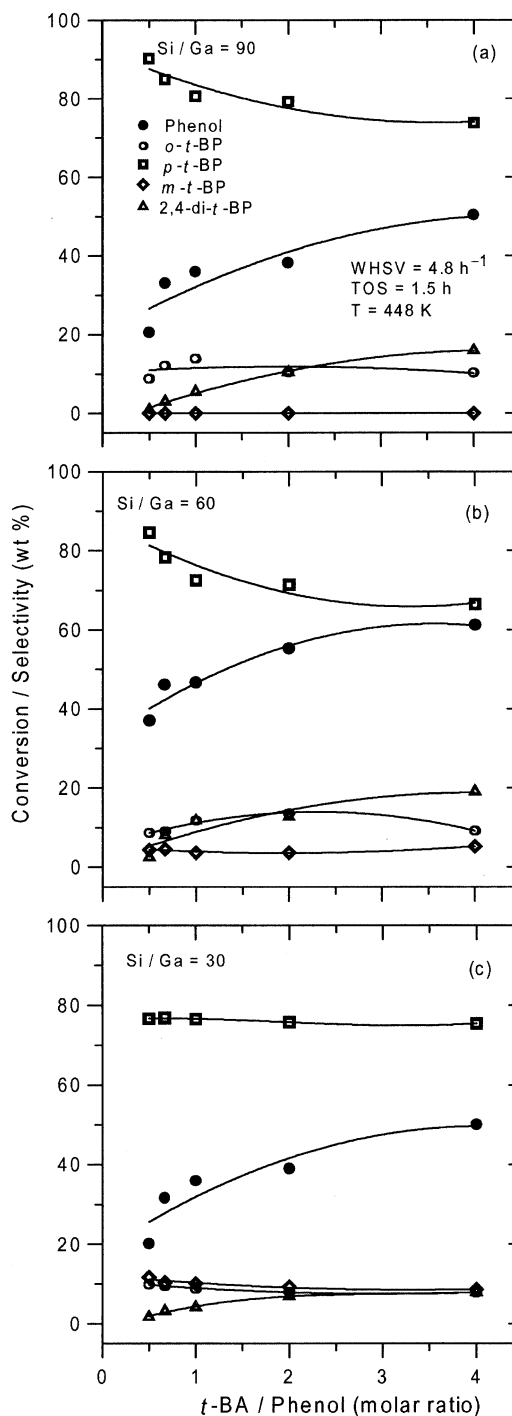 100
Si / Ga = 90
(a)
80
Phenol
o-t-BP
p-t-BP
m-t-BP
2,4-di-t-BP
60
40
WHSV = 4.8 h⁻¹
TOS = 1.5 h
T = 448 K
20
0
100
Si / Ga = 60
(b)
80
60
40
20
0
Conversion / Selectivity (wt %)
100
Si / Ga = 30
(c)
80
60
40
20
0
0 1 2 3 4
t-BA / Phenol (molar ratio)